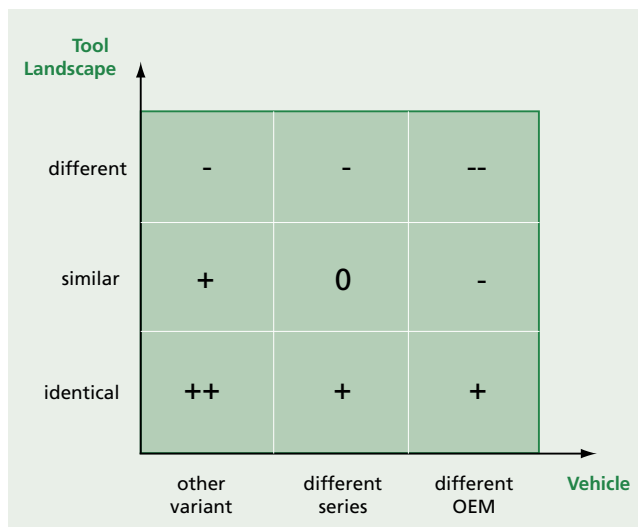 Tool
Landscape
different - - --
similar + 0 -
identical ++ + +
other different different Vehicle
variant series OEM